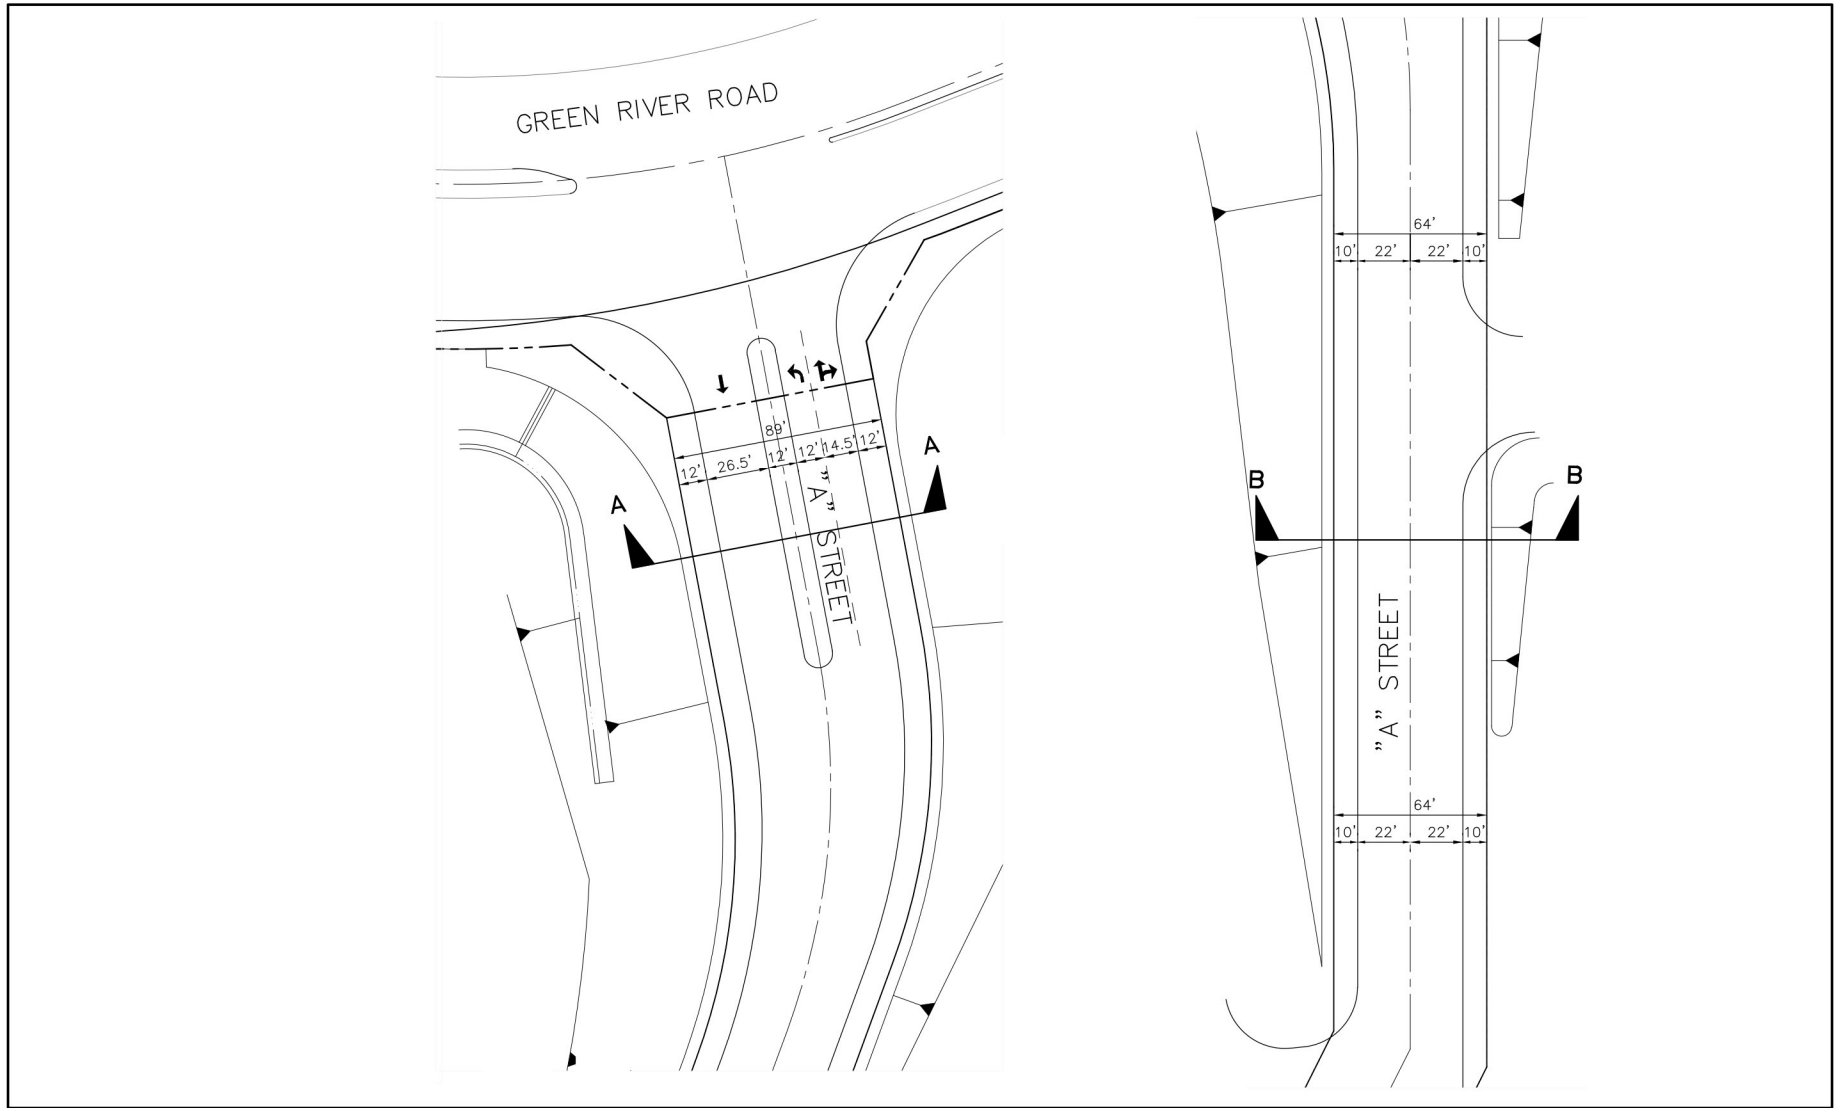 GREEN RIVER ROAD
89'
12' 26.5' 12' 12' 14.5' 12'
A A
"A" STREET
64'
10' 22' 22' 10'
B B
"A" STREET
64'
10' 22' 22' 10'